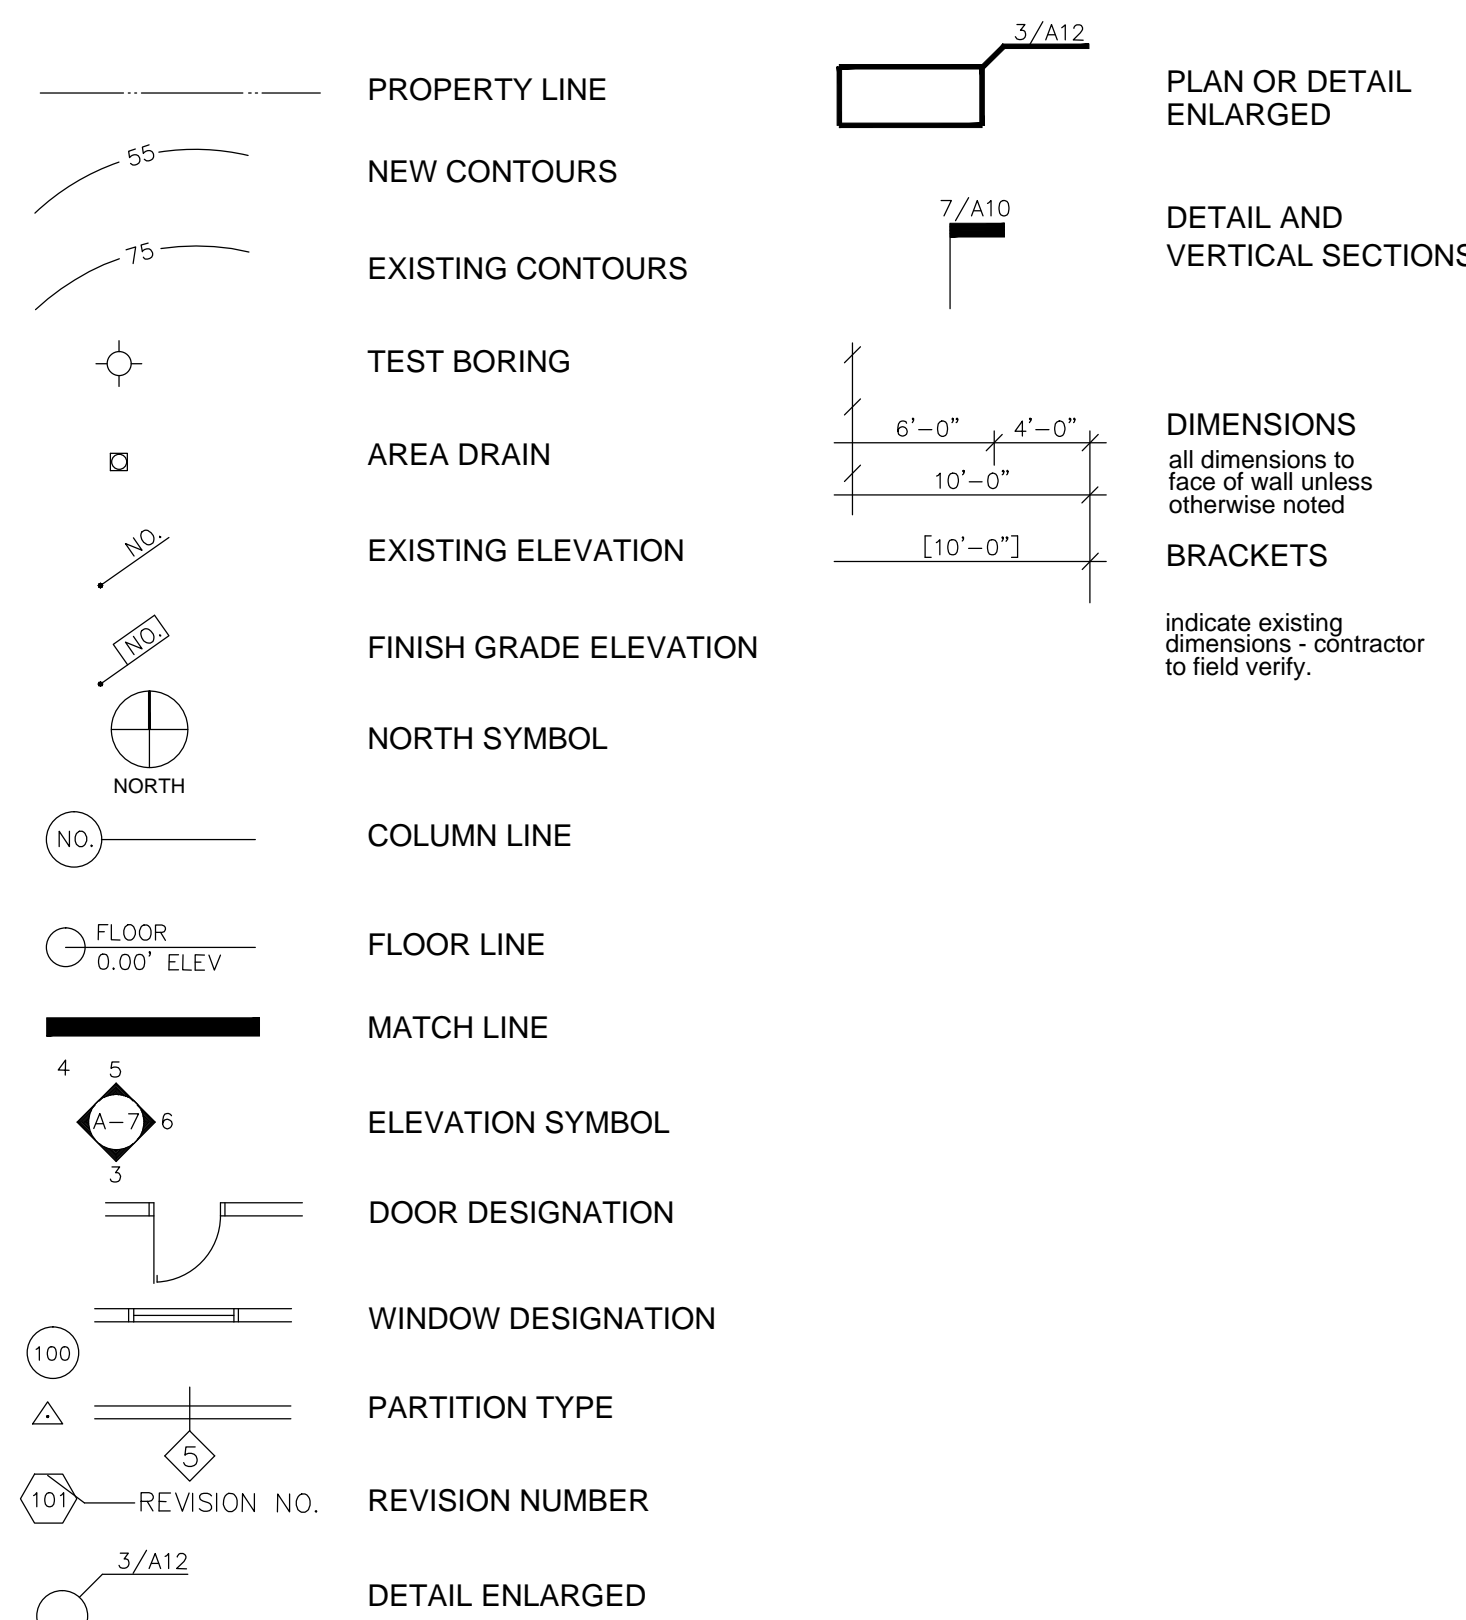 PROPERTY LINE
55
NEW CONTOURS
75
EXISTING CONTOURS
TEST BORING
AREA DRAIN
NO.
EXISTING ELEVATION
NO.
FINISH GRADE ELEVATION
NORTH SYMBOL
NORTH
NO.
COLUMN LINE
FLOOR
0.00' ELEV
FLOOR LINE
MATCH LINE
4 5
A-7 6
3
ELEVATION SYMBOL
DOOR DESIGNATION
WINDOW DESIGNATION
100
PARTITION TYPE
5
101
REVISION NO.
REVISION NUMBER
3/A12
DETAIL ENLARGED
3/A12
PLAN OR DETAIL
ENLARGED
7/A10
DETAIL AND
VERTICAL SECTIONS
6'-0" 4'-0"
10'-0"
[10'-0"]
DIMENSIONS
all dimensions to
face of wall unless
otherwise noted
BRACKETS
indicate existing
dimensions - contractor
to field verify.